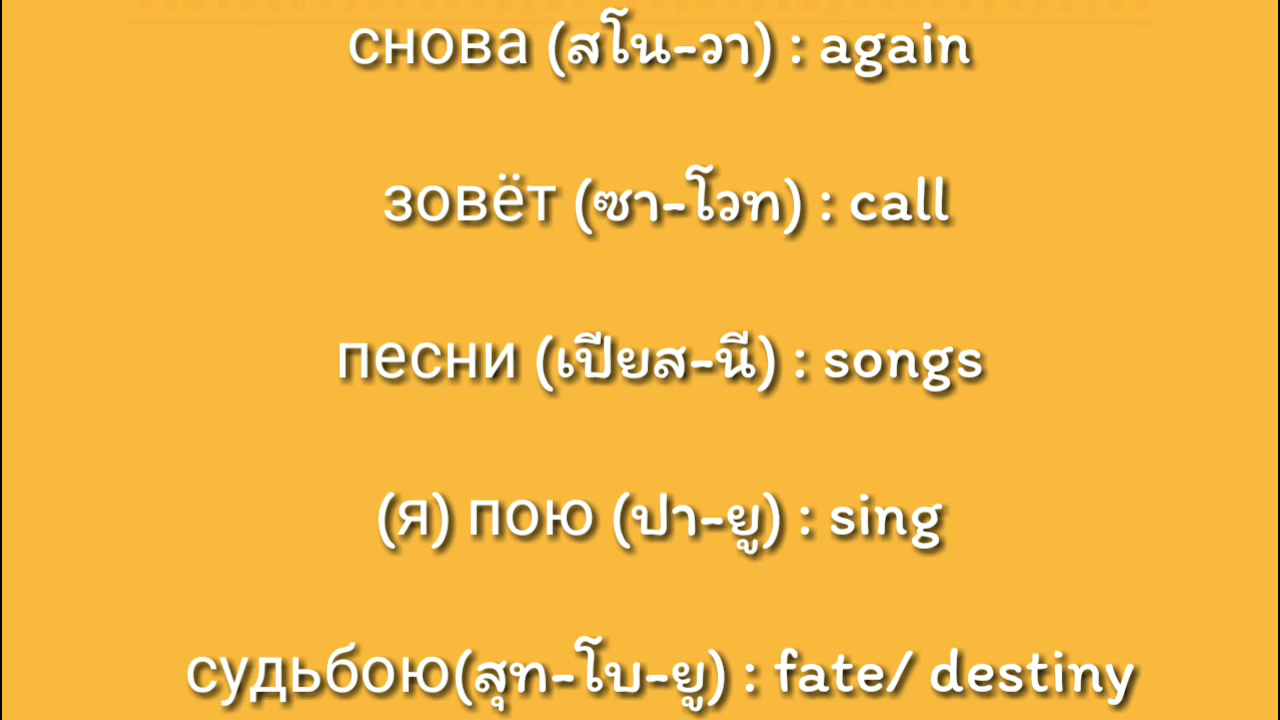 снова (สโน-วา) : again
зовёт (ซา-โวท) : call
песни (เปียส-นี) : songs
(я) пою (ปา-ยู) : sing
судьбою(สุท-โบ-ยู) : fate/ destiny